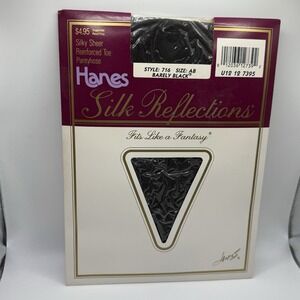 $4.95
Silky Sheer
Reinforced Toe
Pantyhose
STYLE: 716 SIZE: AB
BARELY BLACK
U18 18 7395
Hanes
Silk Reflections®
Fits Like a Fantasy®